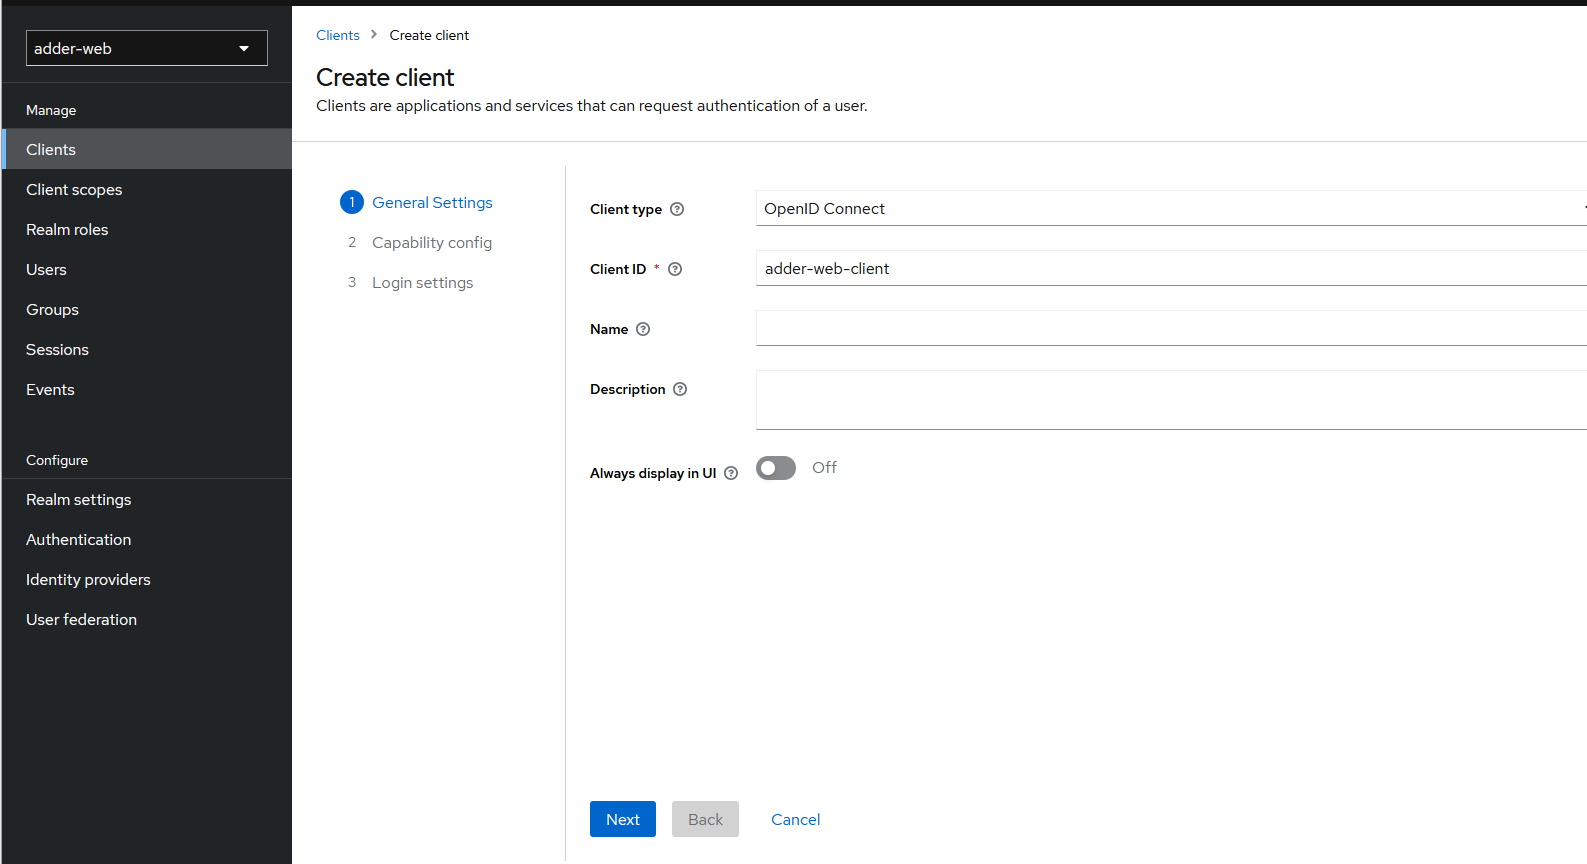 adder-web
Manage
Clients
Client scopes
Realm roles
Users
Groups
Sessions
Events
Configure
Realm settings
Authentication
Identity providers
User federation
Clients > Create client
Create client
Clients are applications and services that can request authentication of a user.
1 General Settings
2 Capability config
3 Login settings
Client type ? OpenID Connect
Client ID * ? adder-web-client
Name ?
Description ?
Always display in UI ? Off
Next Back Cancel